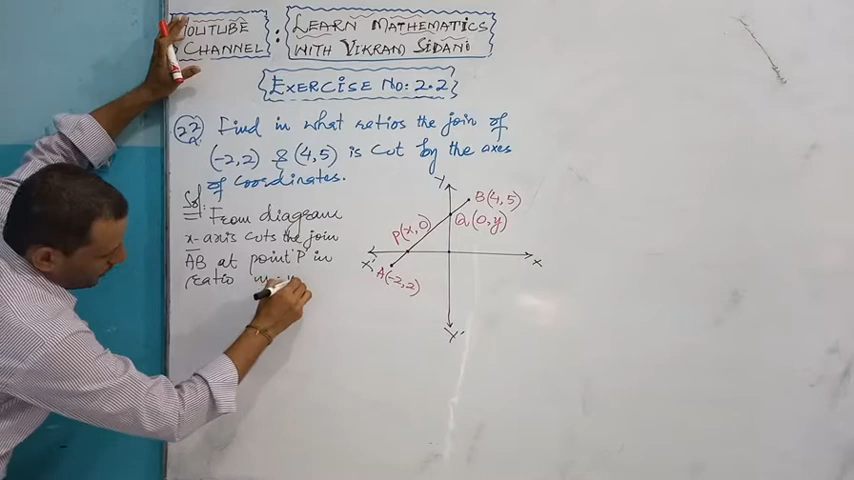 YOUTUBE CHANNEL : LEARN MATHEMATICS
WITH VIKRAM SIDANI
EXERCISE NO: 2.2
22 Find in what ratios the join of
(-2,2) & (4,5) is cut by the axes
of coordinates.
Sol: From diagram
x-axis cuts the join
AB at point 'P' in
ratio m:
Y
B(4,5)
Q(0,y)
P(x,0)
X'
X
A(-2,2)
Y'